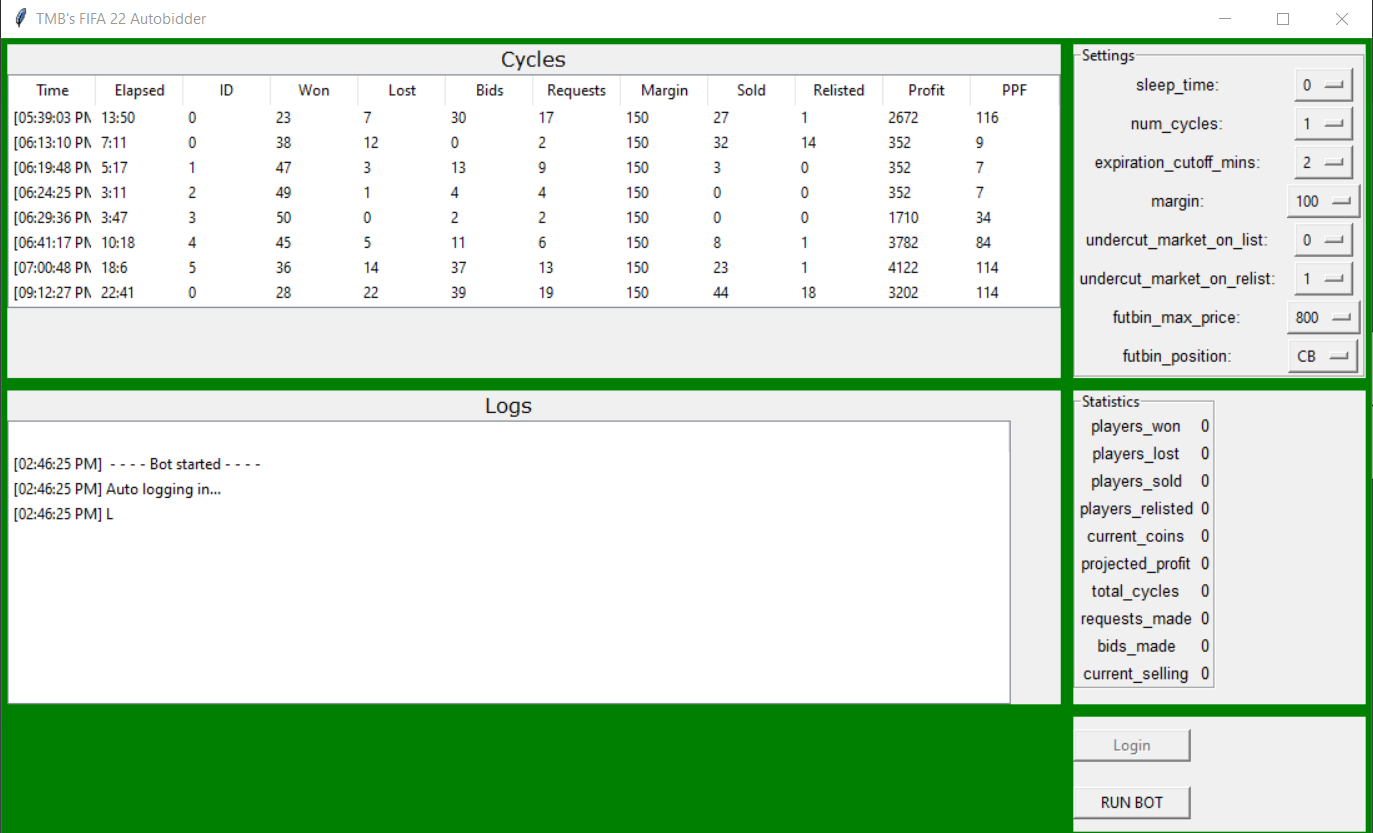 TMB's FIFA 22 Autobidder
Cycles
Time Elapsed ID Won Lost Bids Requests Margin Sold Relisted Profit PPF
[05:39:03 PM 13:50 0 23 7 30 17 150 27 1 2672 116
[06:13:10 PM 7:11 0 38 12 0 2 150 32 14 352 9
[06:19:48 PM 5:17 1 47 3 13 9 150 3 0 352 7
[06:24:25 PM 3:11 2 49 1 4 4 150 0 0 352 7
[06:29:36 PM 3:47 3 50 0 2 2 150 0 0 1710 34
[06:41:17 PM 10:18 4 45 5 11 6 150 8 1 3782 84
[07:00:48 PM 18:6 5 36 14 37 13 150 23 1 4122 114
[09:12:27 PM 22:41 0 28 22 39 19 150 44 18 3202 114
Settings
sleep_time: 0
num_cycles: 1
expiration_cutoff_mins: 2
margin: 100
undercut_market_on_list: 0
undercut_market_on_relist: 1
futbin_max_price: 800
futbin_position: CB
Logs
[02:46:25 PM] - - - - Bot started - - - -
[02:46:25 PM] Auto logging in...
[02:46:25 PM] L
Statistics
players_won 0
players_lost 0
players_sold 0
players_relisted 0
current_coins 0
projected_profit 0
total_cycles 0
requests_made 0
bids_made 0
current_selling 0
Login
RUN BOT